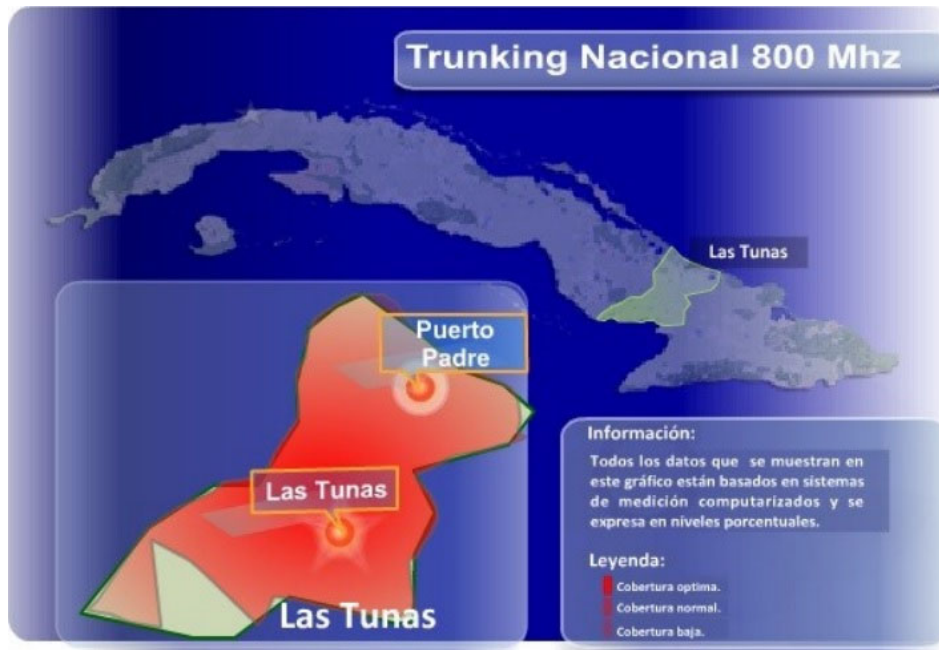 Trunking Nacional 800 Mhz
Las Tunas
Puerto
Padre
Las Tunas
Las Tunas
Información:
Todos los datos que se muestran en
este gráfico están basados en sistemas
de medición computarizados y se
expresa en niveles porcentuales.
Leyenda:
Cobertura optima.
Cobertura normal.
Cobertura baja.